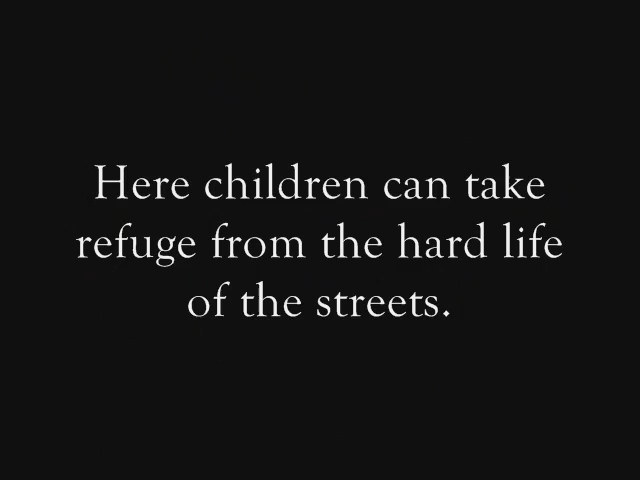 Here children can take
refuge from the hard life
of the streets.